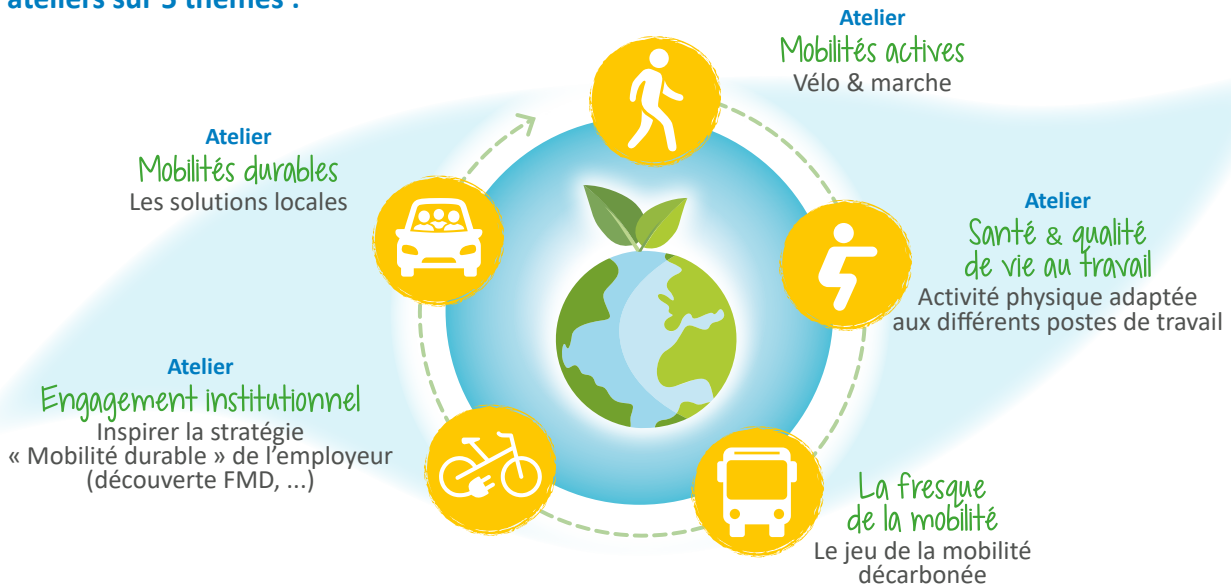 ateliers sur 5 thèmes :
Atelier
Mobilités actives
Vélo & marche
Atelier
Santé & qualité
de vie au travail
Activité physique adaptée
aux différents postes de travail
La fresque
de la mobilité
Le jeu de la mobilité
décarbonée
Atelier
Engagement institutionnel
Inspirer la stratégie
« Mobilité durable » de l'employeur
(découverte FMD, ...)
Atelier
Mobilités durables
Les solutions locales